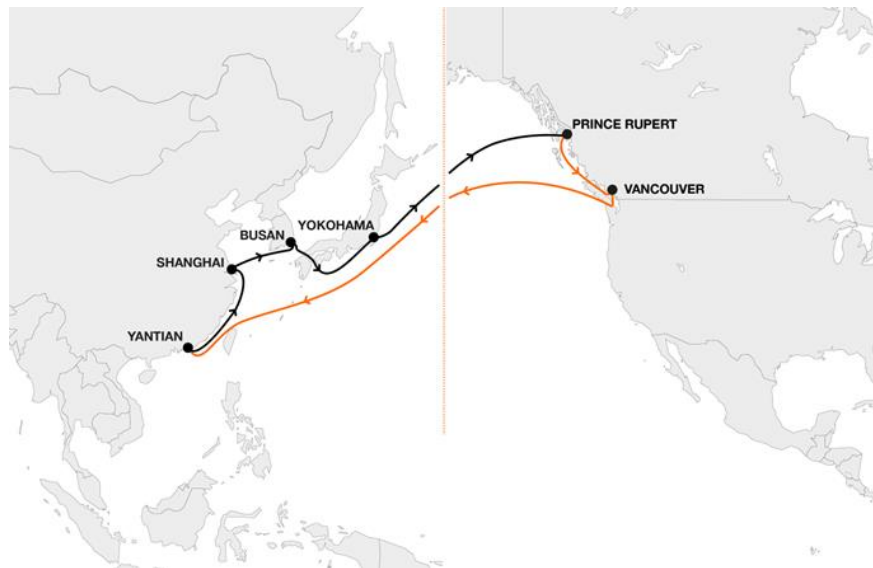 PRINCE RUPERT
VANCOUVER
YOKOHAMA
BUSAN
SHANGHAI
YANTIAN